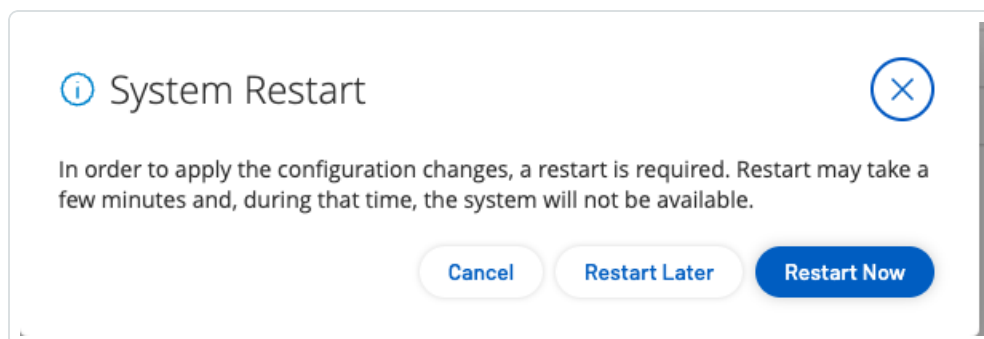 System Restart
In order to apply the configuration changes, a restart is required. Restart may take a
few minutes and, during that time, the system will not be available.
Cancel
Restart Later
Restart Now